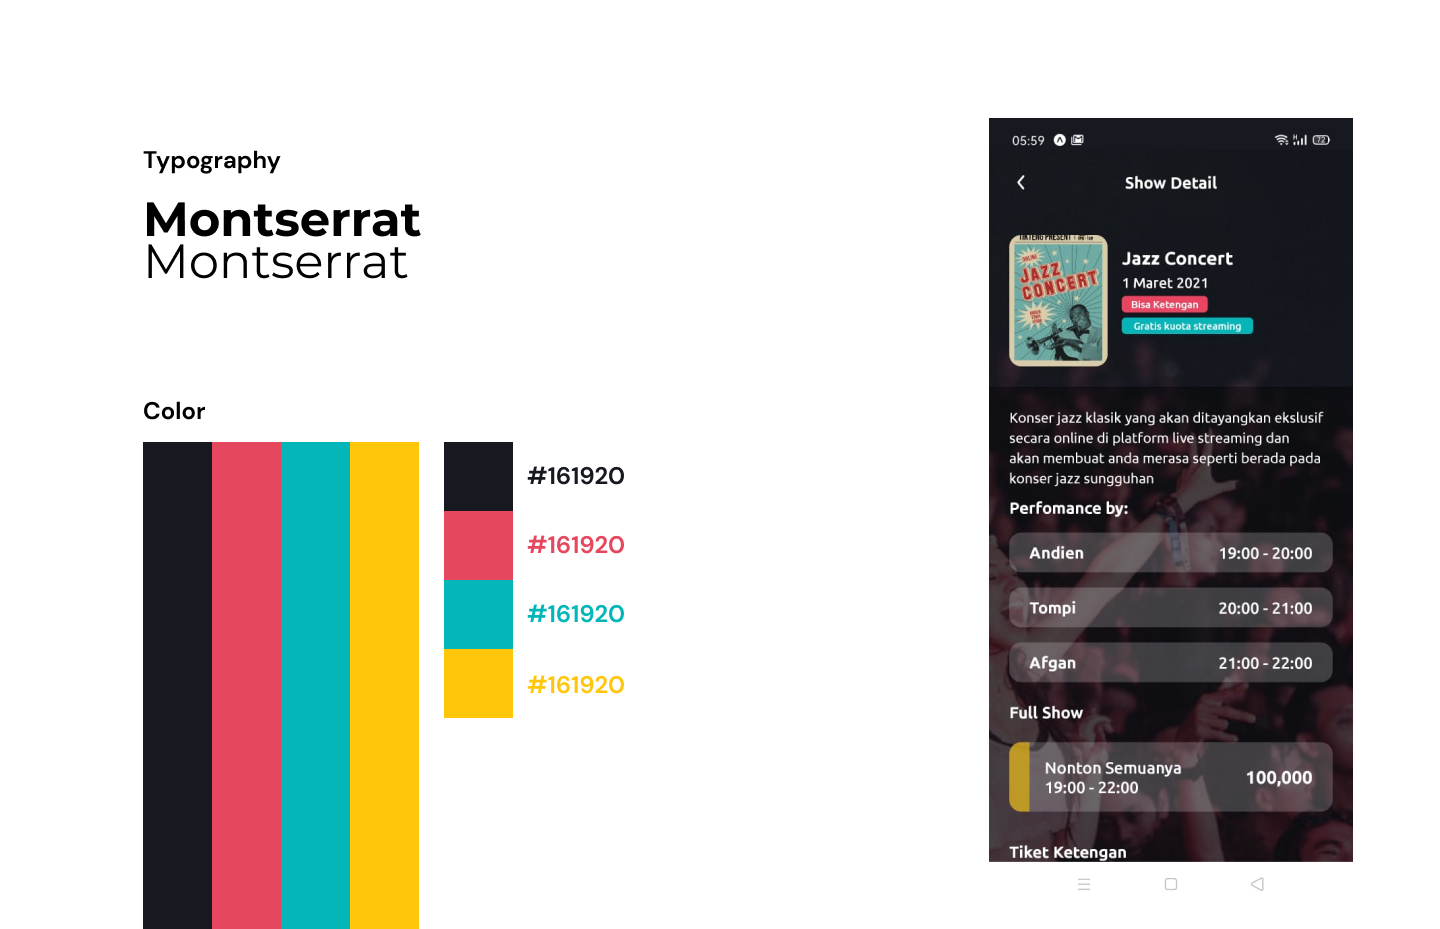 Typography
Montserrat
Montserrat
Color
#161920
#161920
#161920
#161920
05:59
72
Show Detail
PRESENT
JAZZ
CONCERT
Jazz Concert
1 Maret 2021
Bisa Ketengan
Gratis kuota streaming
Konser jazz klasik yang akan ditayangkan ekslusif
secara online di platform live streaming dan
akan membuat anda merasa seperti berada pada
konser jazz sungguhan
Perfomance by:
Andien 19:00 - 20:00
Tompi 20:00 - 21:00
Afgan 21:00 - 22:00
Full Show
Nonton Semuanya
19:00 - 22:00
100,000
Tiket Ketengan